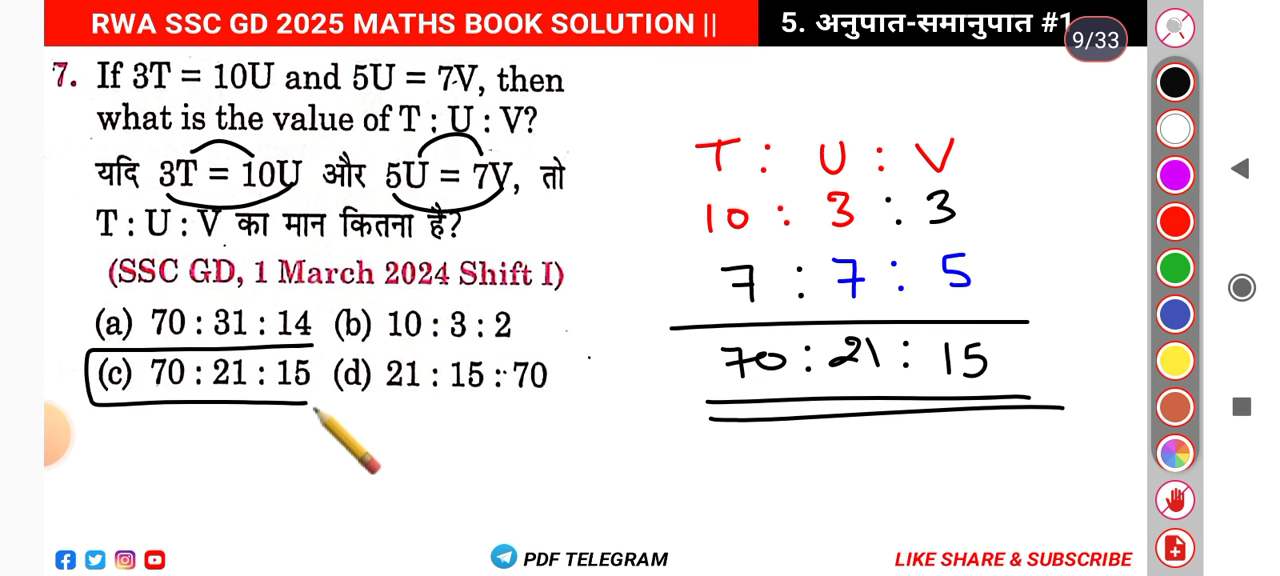 RWA SSC GD 2025 MATHS BOOK SOLUTION ||
5. अनुपात-समानुपात #1
9/33
7. If 3T = 10U and 5U = 7V, then
what is the value of T : U : V?
यदि 3T = 10U और 5U = 7V, तो
T : U : V का मान कितना है?
(SSC GD, 1 March 2024 Shift I)
(a) 70 : 31 : 14 (b) 10 : 3 : 2
(c) 70 : 21 : 15 (d) 21 : 15 : 70
T : U : V
10 : 3 : 3
7 : 7 : 5
70 : 21 : 15
PDF TELEGRAM
LIKE SHARE & SUBSCRIBE